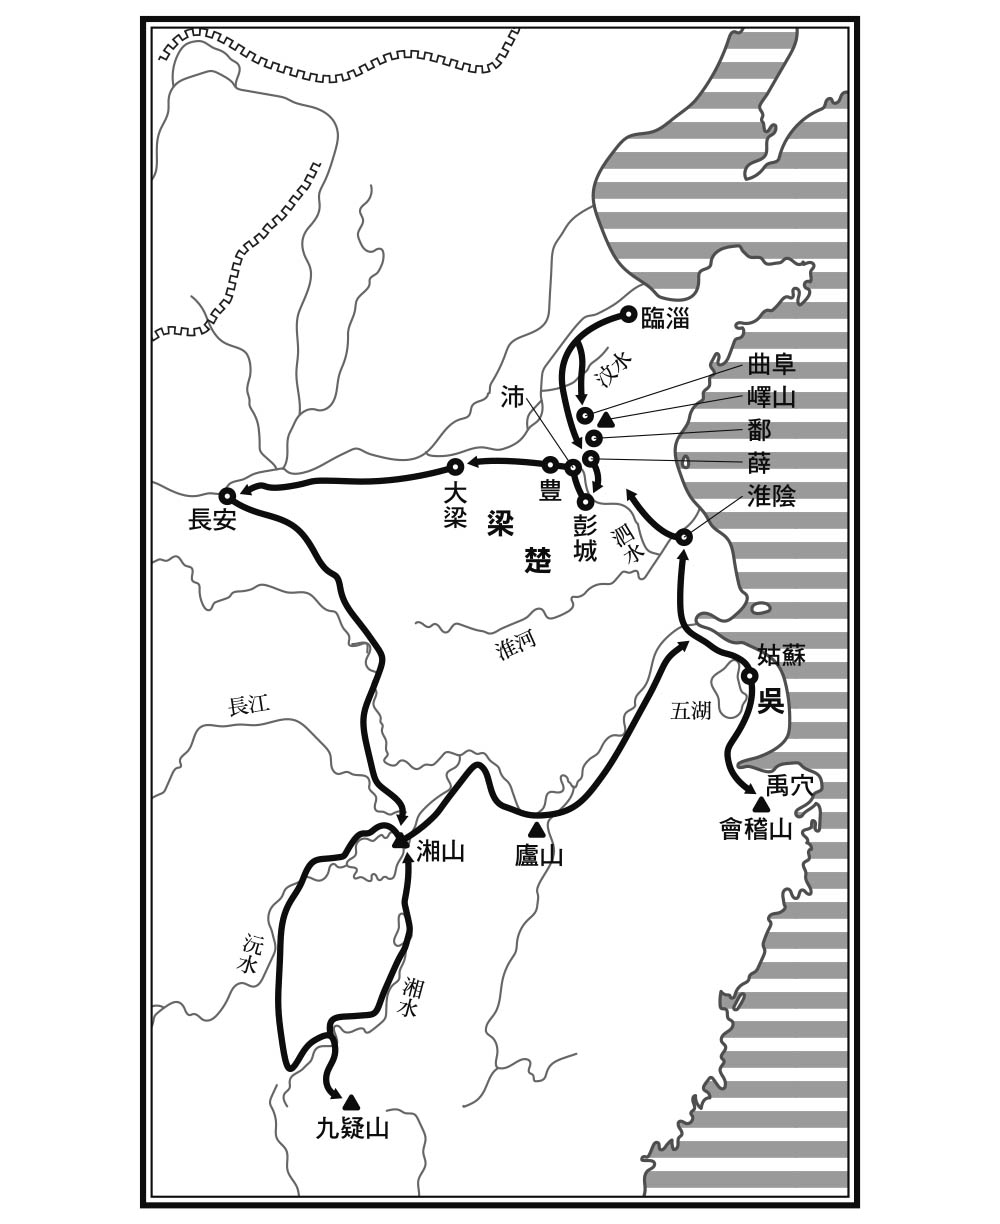 臨淄
汶水
曲阜
嶧山
鄱
薛
淮陰
沛
豊
大梁
長安
梁
楚
彭城
泗水
淮河
姑蘇
吳
五湖
長江
禹穴
會稽山
湘山
廬山
沅水
湘水
九疑山